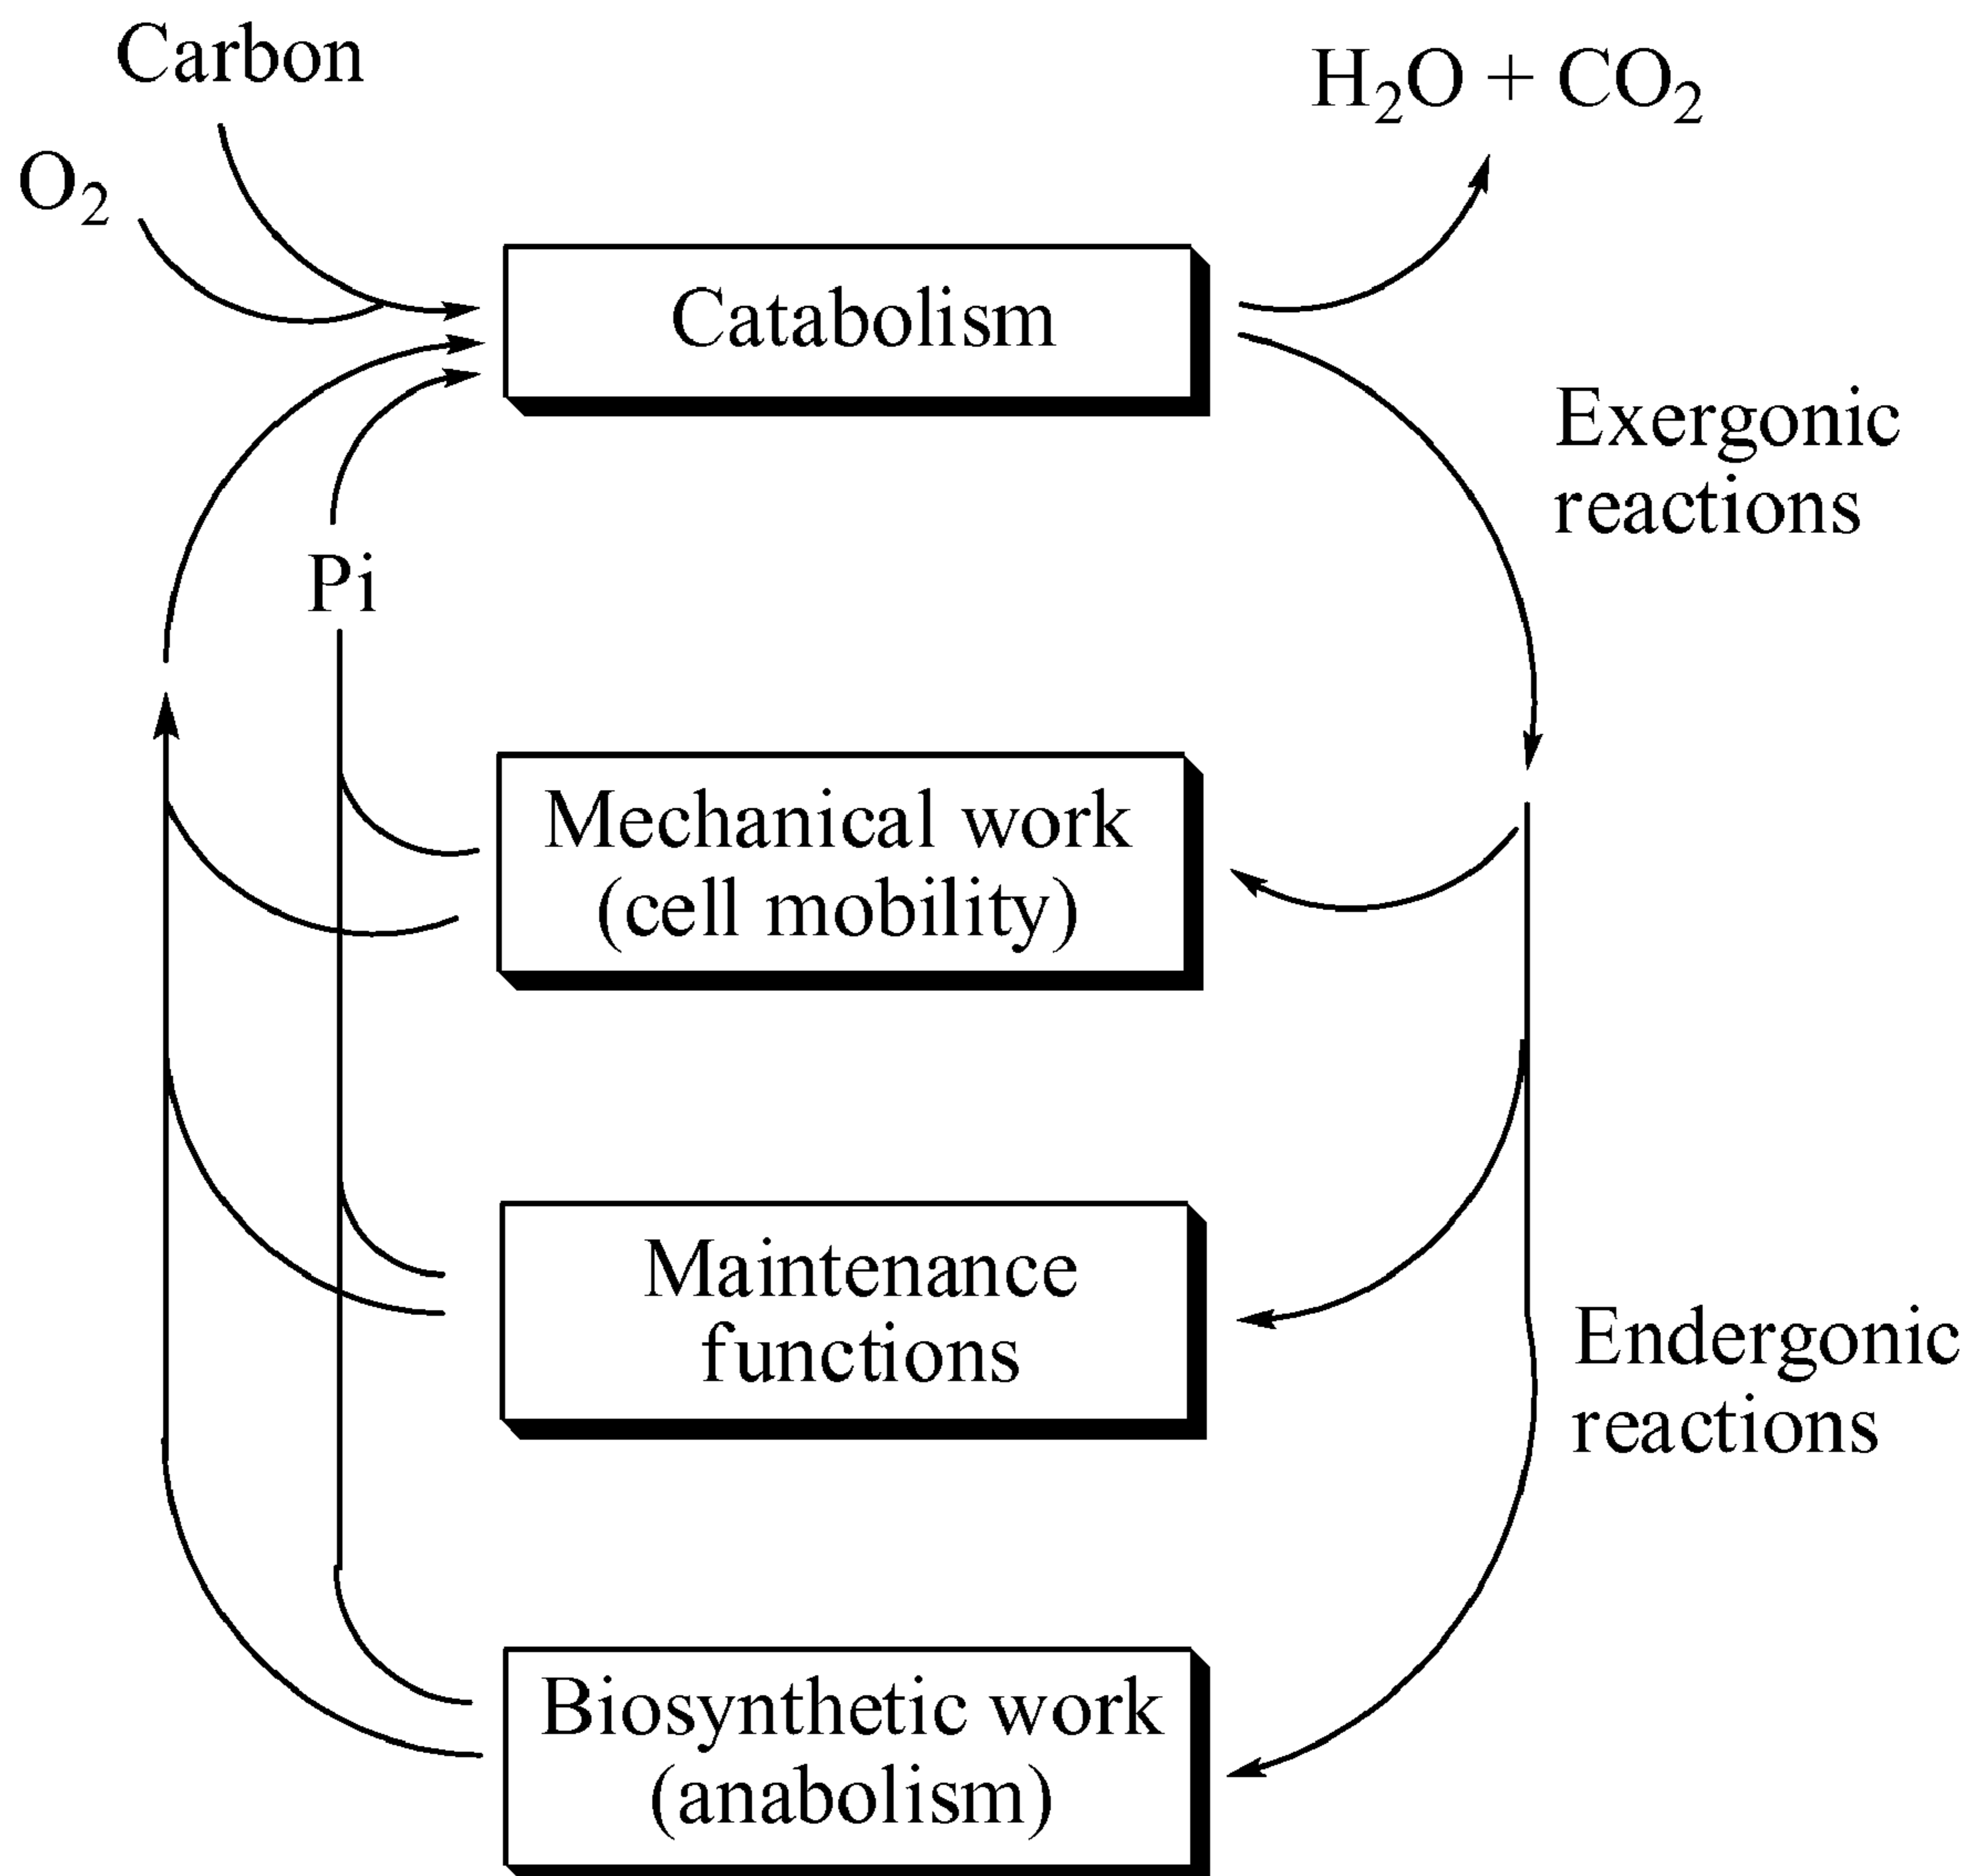 Carbon
H₂O + CO₂
O₂
Catabolism
Exergonic
reactions
Pi
Mechanical work
(cell mobility)
Maintenance
functions
Endergonic
reactions
Biosynthetic work
(anabolism)